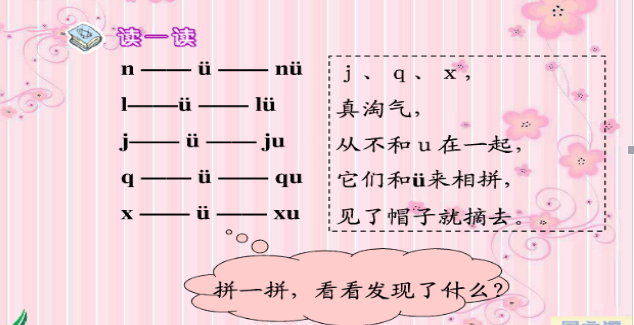 读一读
n —— ü —— nü
l——ü —— lü
j—— ü —— ju
q —— ü —— qu
x —— ü —— xu
j、q、x，
真淘气，
从不和 u 在一起，
它们和ü来相拼，
见了帽子就摘去。
拼一拼，看看发现了什么？